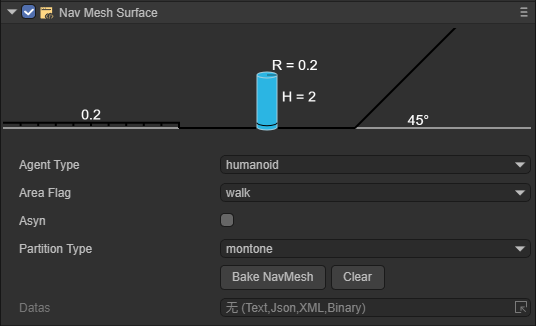 Nav Mesh Surface
R = 0.2
H = 2
0.2
45°
Agent Type humanoid
Area Flag walk
Asyn
Partition Type montone
Bake NavMesh Clear
Datas 无 (Text,Json,XML,Binary)